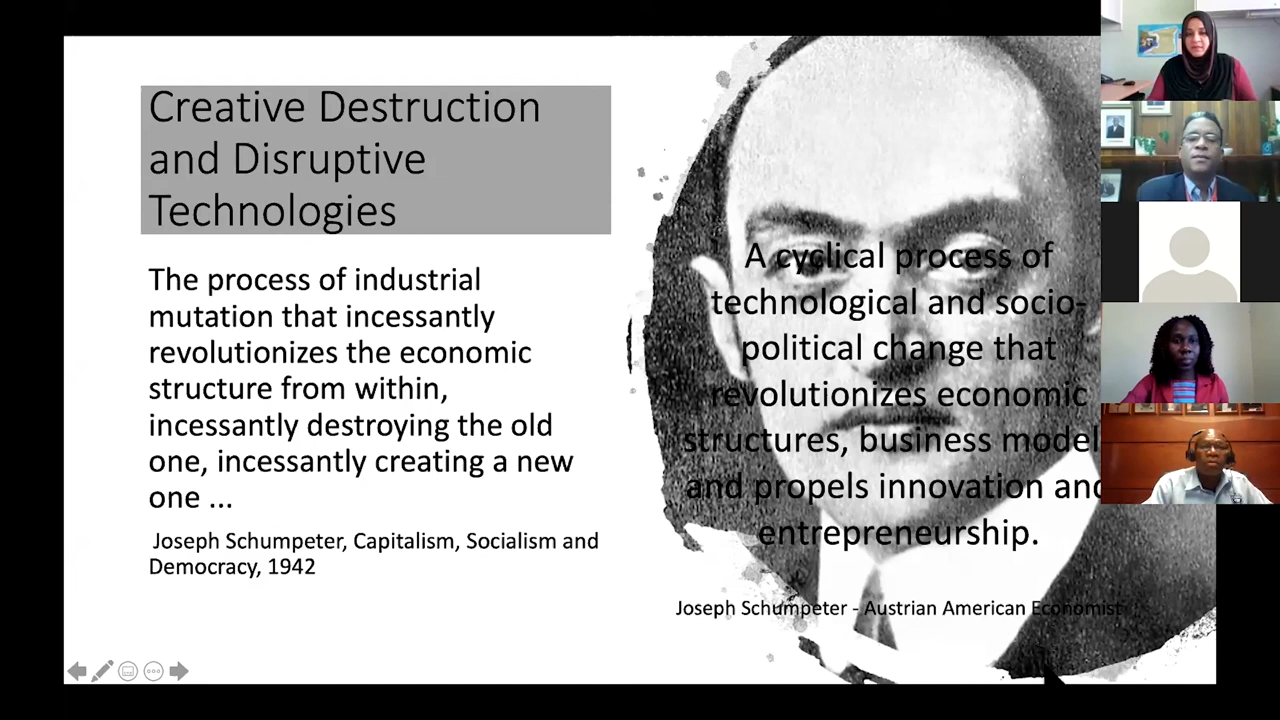 Creative Destruction
and Disruptive
Technologies
The process of industrial
mutation that incessantly
revolutionizes the economic
structure from within,
incessantly destroying the old
one, incessantly creating a new
one ...
Joseph Schumpeter, Capitalism, Socialism and
Democracy, 1942
A cyclical process of
technological and socio-
political change that
revolutionizes economic
structures, business model
and propels innovation and
entrepreneurship.
Joseph Schumpeter - Austrian American Economist